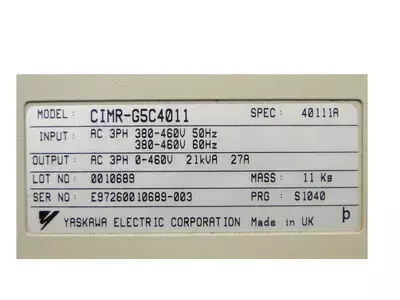 MODEL: CIMR-G5C4011 SPEC: 40111A
INPUT: AC 3PH 380-460V 50Hz
380-460V 60Hz
OUTPUT: AC 3PH 0-460V 21kVA 27A
LOT NO: 0010689 MASS: 11 Kg
SER NO: E97260010689-003 PRG: S1040
YASKAWA ELECTRIC CORPORATION Made in UK þ